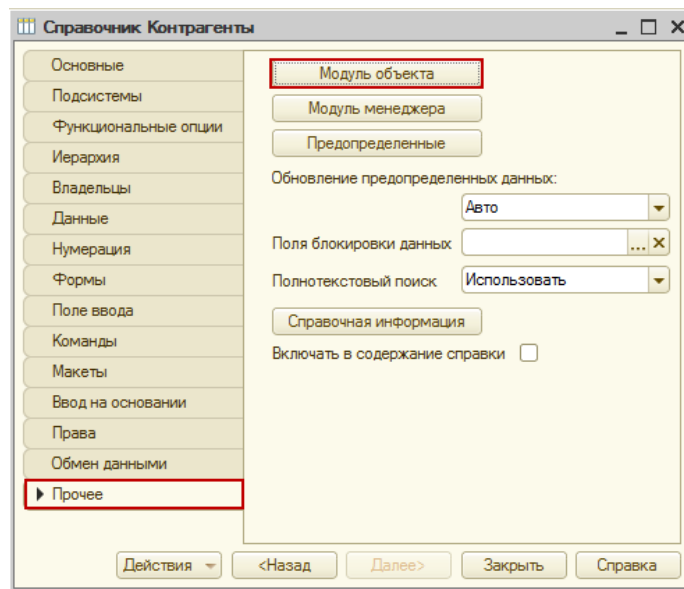 Справочник Контрагенты
Основные
Подсистемы
Функциональные опции
Иерархия
Владельцы
Данные
Нумерация
Формы
Поле ввода
Команды
Макеты
Ввод на основании
Права
Обмен данными
Прочее
Модуль объекта
Модуль менеджера
Предопределенные
Обновление предопределенных данных:
Авто
Поля блокировки данных ...
Полнотекстовый поиск Использовать
Справочная информация
Включать в содержание справки
Действия <Назад Далее> Закрыть Справка